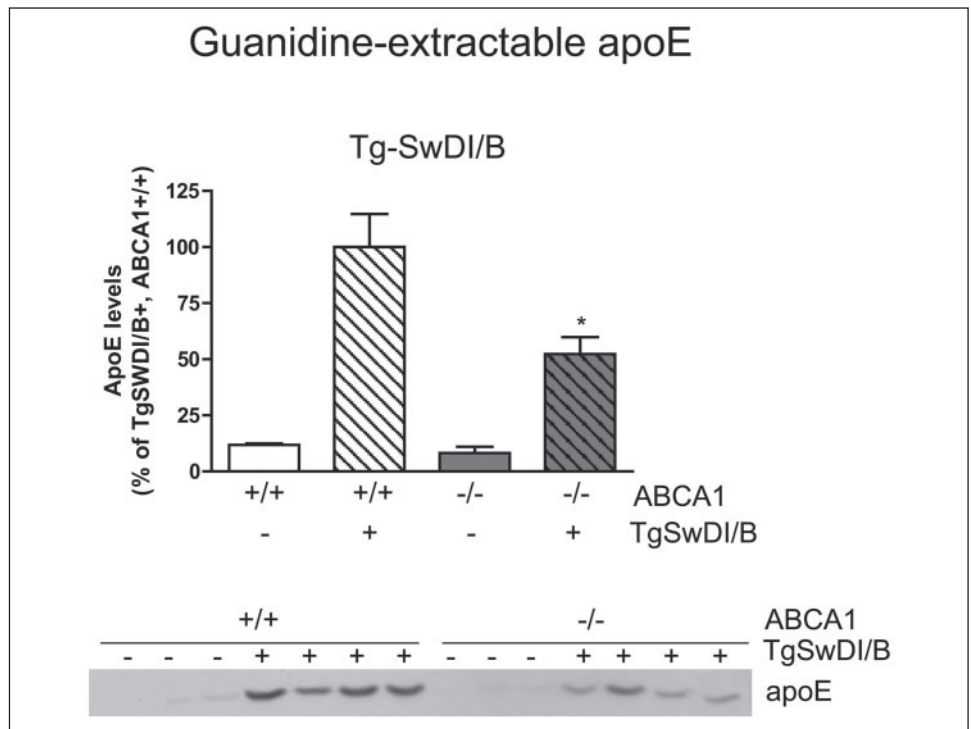 Guanidine-extractable apoE
Tg-SwDI/B
ApoE levels
(% of TgSWDI/B+, ABCA1+/+)
125
100
75
50
25
0
*
+/+ +/+ -/- -/- ABCA1
- + - + TgSwDI/B
+/+ -/- ABCA1
- - - + + + + - - - + + + + TgSwDI/B
apoE